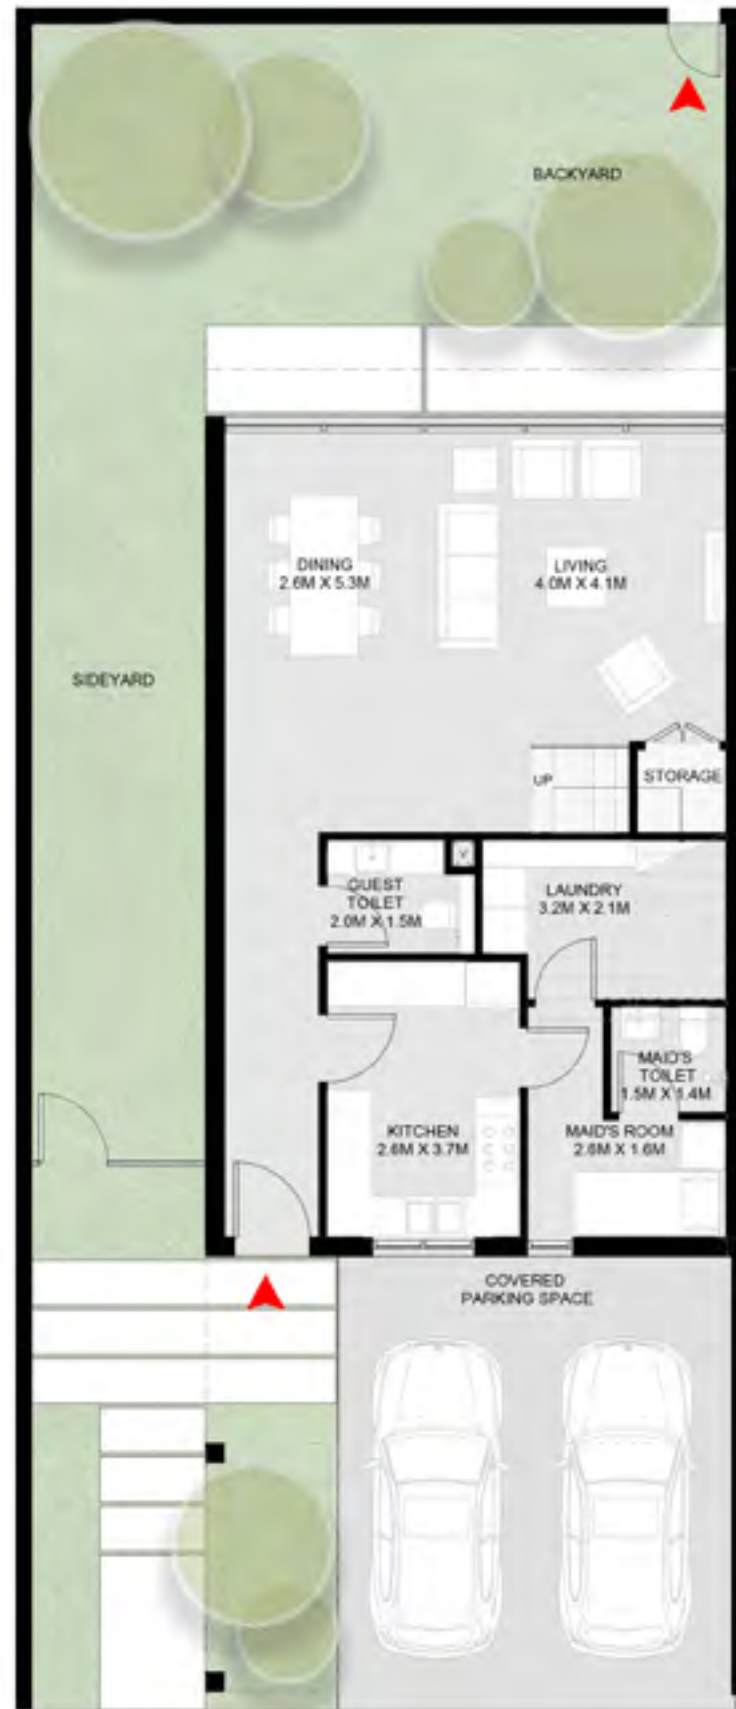 BACKYARD
DINING
2.6M X 5.3M
LIVING
4.0M X 4.1M
SIDEYARD
UP
STORAGE
GUEST
TOILET
2.0M X 1.5M
LAUNDRY
3.2M X 2.1M
MAID'S
TOILET
1.5M X 1.4M
KITCHEN
2.6M X 3.7M
MAID'S ROOM
2.6M X 1.6M
COVERED
PARKING SPACE